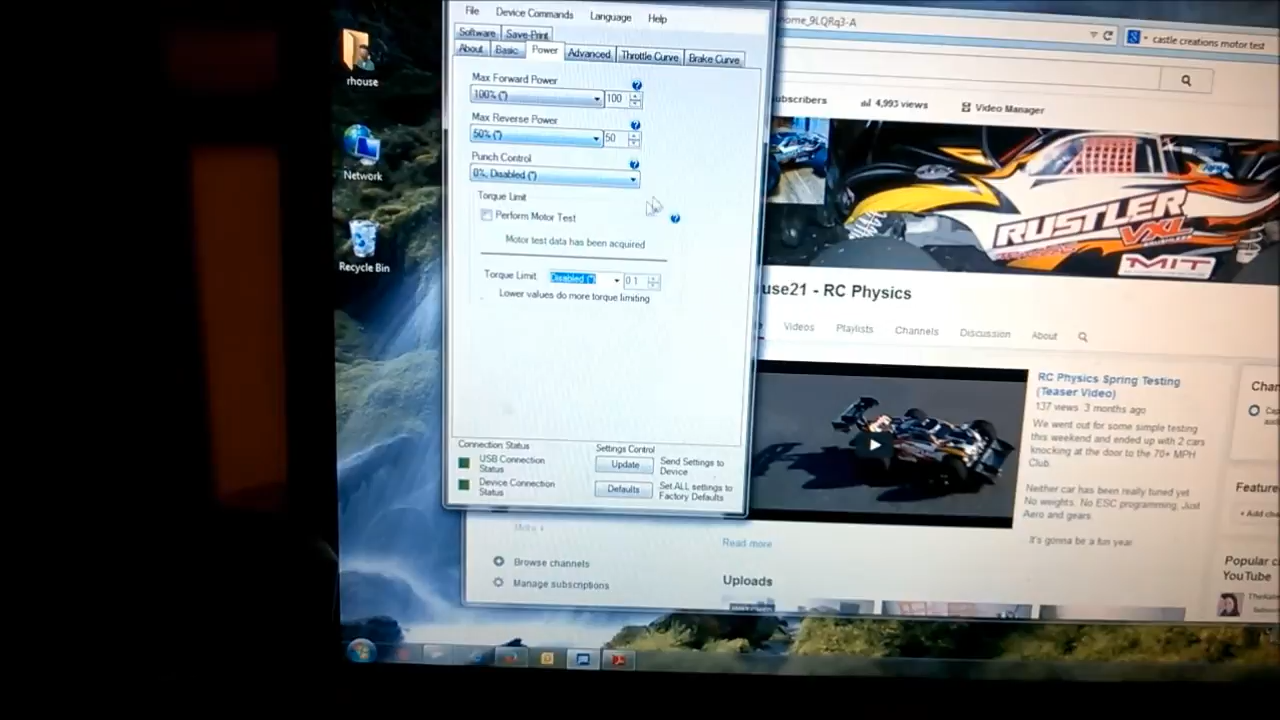 rhouse
Network
Recycle Bin
File Device Commands Language Help
Software Save-Print
About Basic Power Advanced Throttle Curve Brake Curve
Max Forward Power
100% (*) 100
Max Reverse Power
50% (*) 50
Punch Control
0%, Disabled (*)
Torque Limit
Perform Motor Test
Motor test data has been acquired
Torque Limit Disabled (*) 0.1
Lower values do more torque limiting
Connection Status
USB Connection
Status
Device Connection
Status
Settings Control
Update Send Settings to
Device
Defaults Set ALL settings to
Factory Defaults
ome_9LQRq3-A
castle creations motor test
ubscribers 4,993 views Video Manager
RUSTLER
VXL
MIT
use21 - RC Physics
Videos Playlists Channels Discussion About
RC Physics Spring Testing
(Teaser Video)
137 views 3 months ago
We went for some simple testing
this weekend and ended up with 2 cars
knocking at the door to the 70+ MPH
Club.
Neither car has been really tuned yet
No weights. No ESC programming, Just
Aero and gears.
It's gonna be a fun year
Read more
Browse channels
Manage subscriptions
Uploads
Feature
+ Add cha
Popular c
YouTube